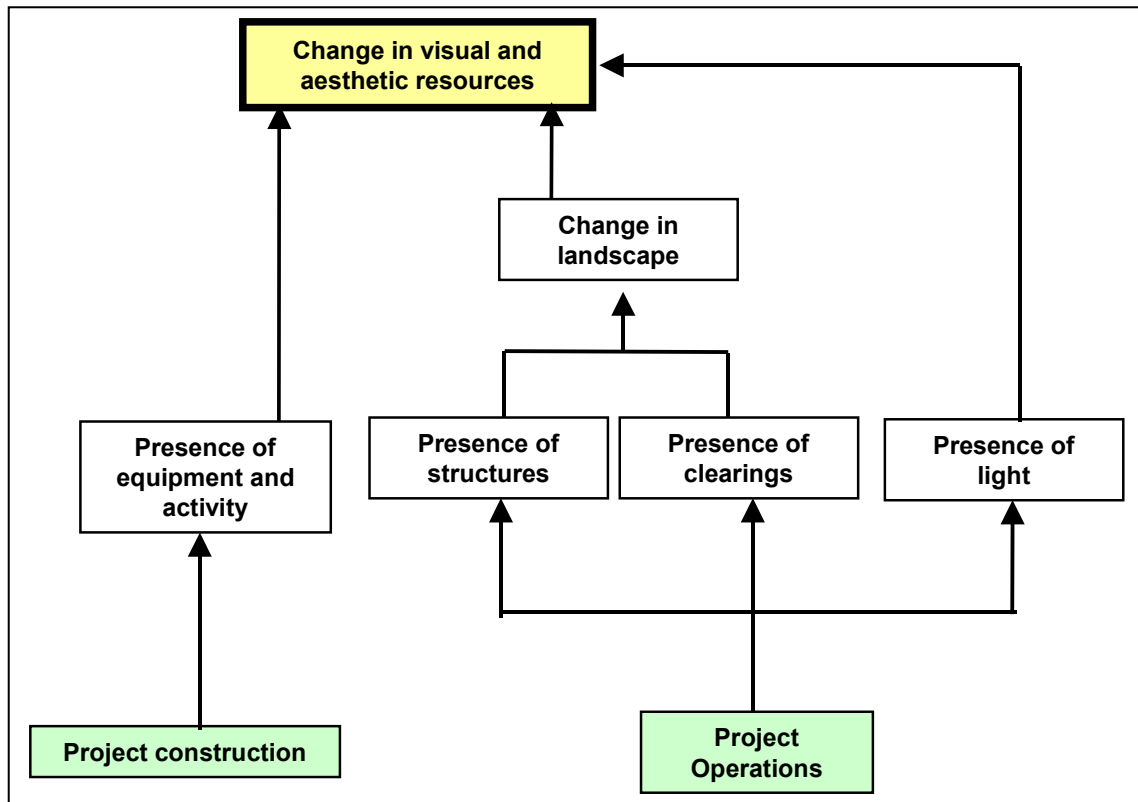 Change in visual and
aesthetic resources
Change in
landscape
Presence of
equipment and
activity
Presence of
structures
Presence of
clearings
Presence of
light
Project construction
Project
Operations